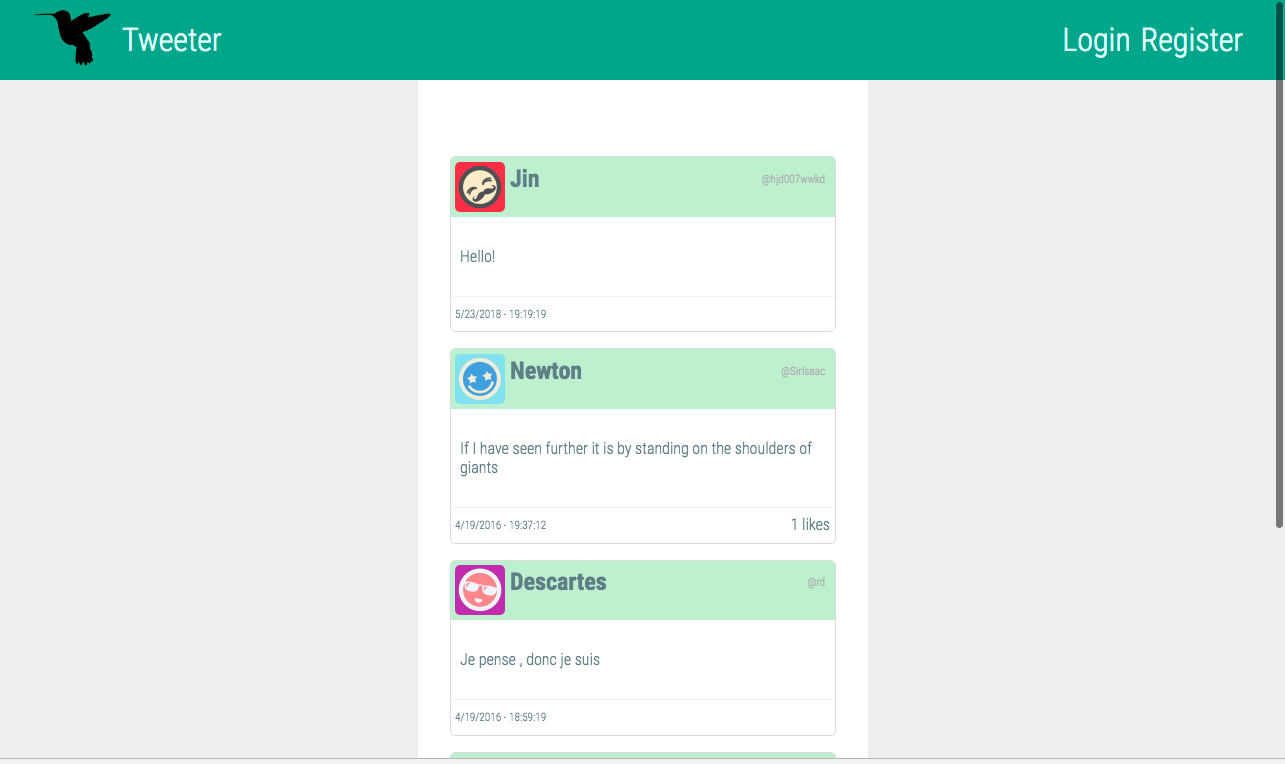 Tweeter
Login Register
Jin
@hjd007wwkd
Hello!
5/23/2018 - 19:19:19
Newton
@SirIsaac
If I have seen further it is by standing on the shoulders of
giants
4/19/2016 - 19:37:12
1 likes
Descartes
@rd
Je pense , donc je suis
4/19/2016 - 18:59:19